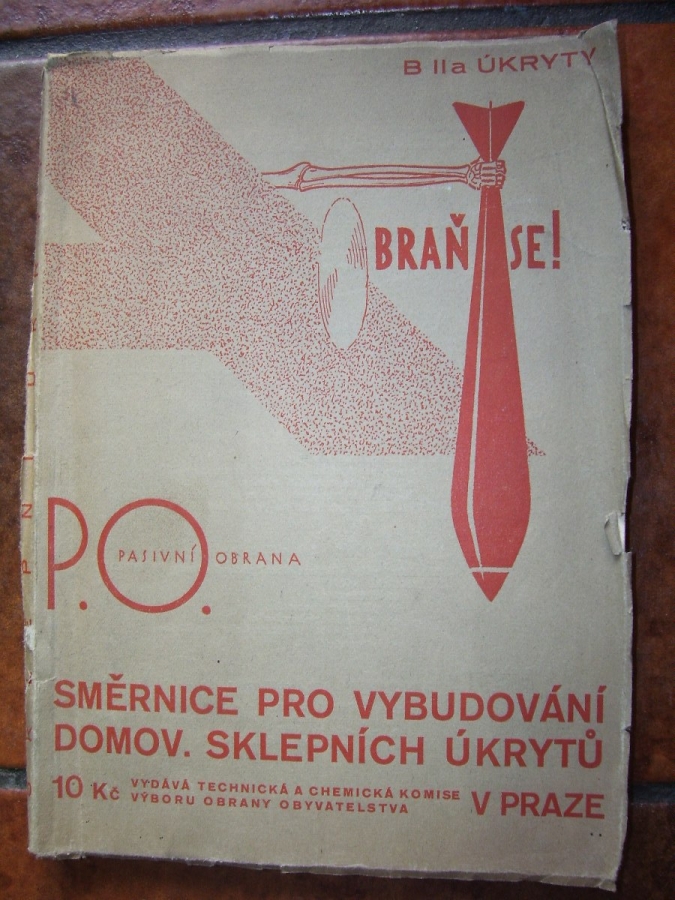 B IIa ÚKRYTY
BRAŇ SE!
P.O.
PASIVNÍ OBRANA
SMĚRNICE PRO VYBUDOVÁNÍ
DOMOV. SKLEPNÍCH ÚKRYTŮ
10 Kč VYDÁVÁ TECHNICKÁ A CHEMICKÁ KOMISE
VÝBORU OBRANY OBYVATELSTVA V PRAZE